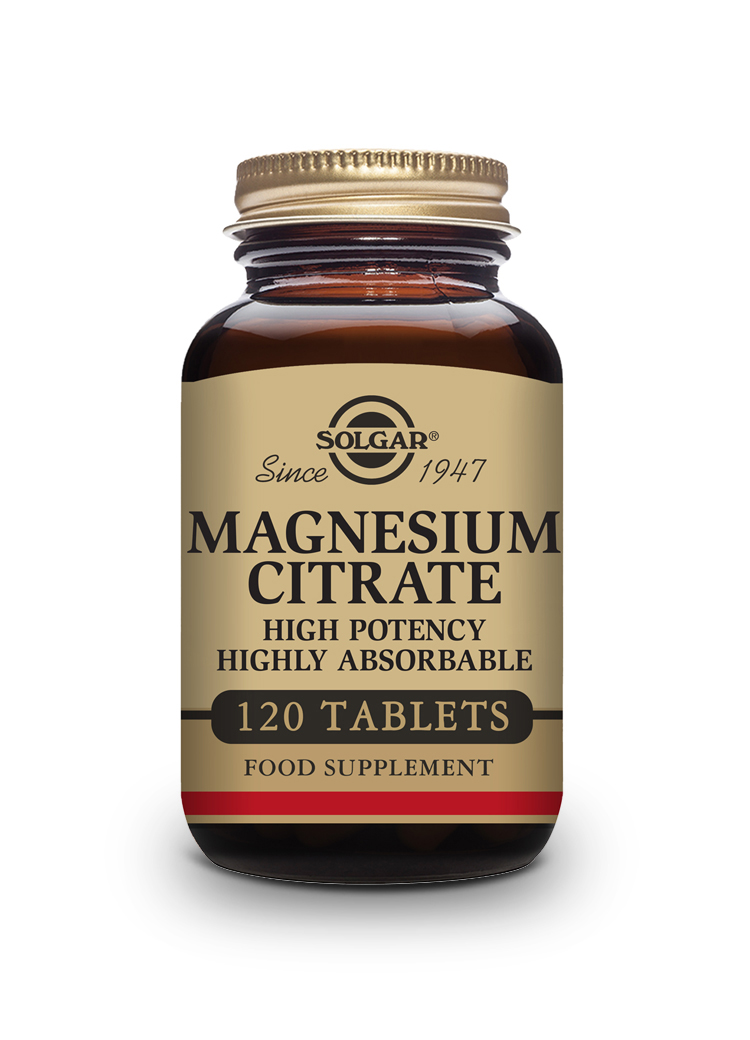 SOLGAR®
Since 1947
MAGNESIUM
CITRATE
HIGH POTENCY
HIGHLY ABSORBABLE
120 TABLETS
FOOD SUPPLEMENT